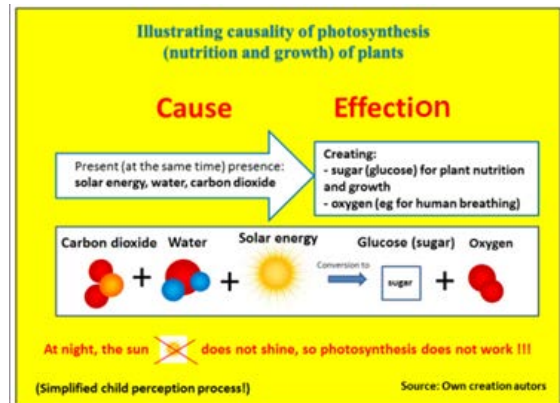 Illustrating causality of photosynthesis
(nutrition and growth) of plants
Cause
Effection
Present (at the same time) presence:
solar energy, water, carbon dioxide
Creating:
- sugar (glucose) for plant nutrition
and growth
- oxygen (eg for human breathing)
Carbon dioxide
Water
Solar energy
Glucose (sugar)
Oxygen
+
+
Conversion to
sugar
+
At night, the sun does not shine, so photosynthesis does not work !!!
(Simplified child perception process!)
Source: Own creation autors